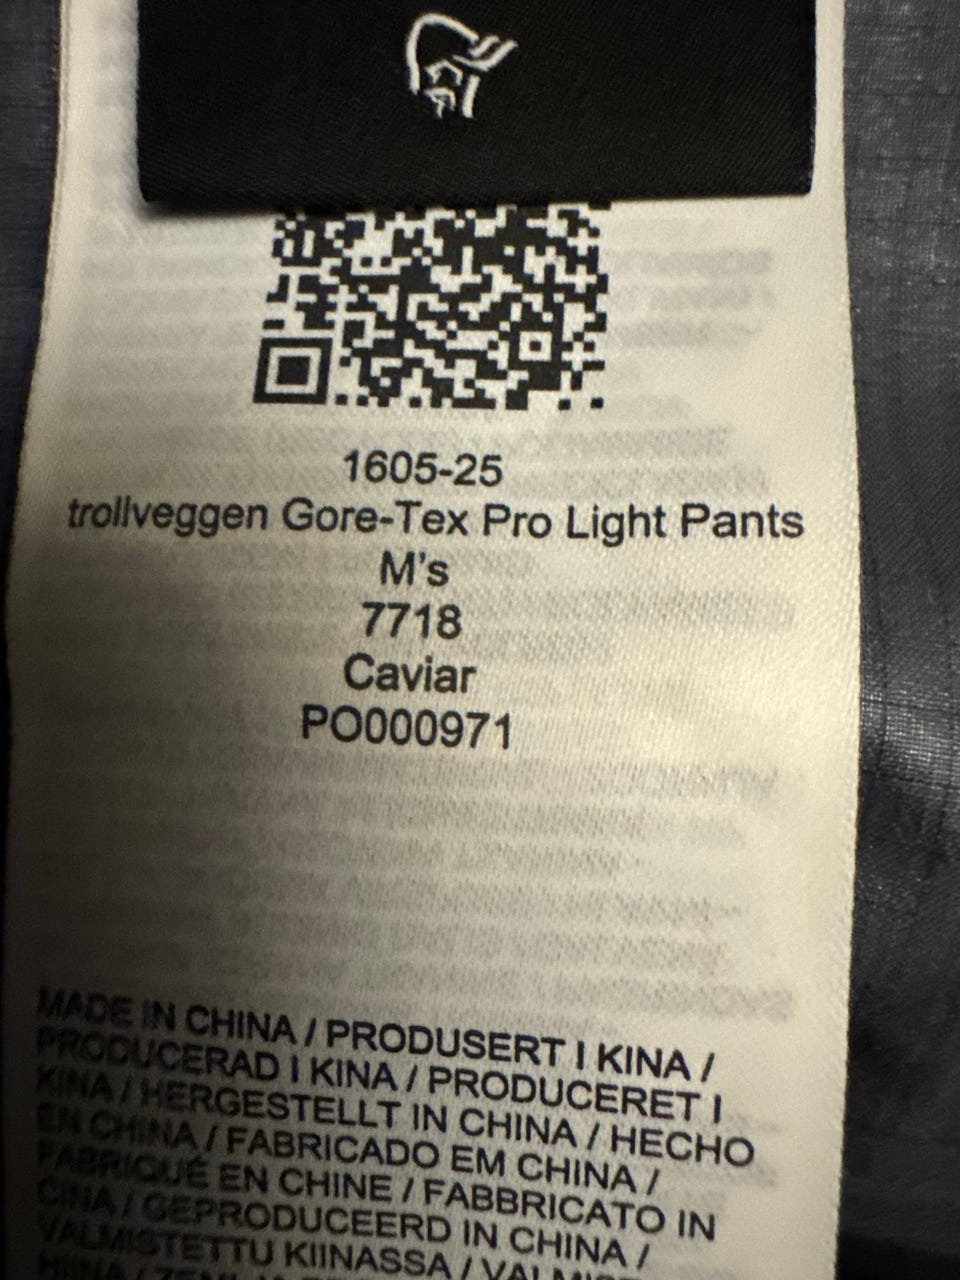 1605-25
trollveggen Gore-Tex Pro Light Pants
M's
7718
Caviar
PO000971
MADE IN CHINA / PRODUSERT I KINA /
PRODUCERAD I KINA / PRODUCERET I
KINA / HERGESTELLT IN CHINA / HECHO
EN CHINA / FABRICADO EM CHINA /
FABRIQUÉ EN CHINE / FABBRICATO IN
CINA / GEPRODUCEERD IN CHINA /
VALMISTETTU KIINASSA /